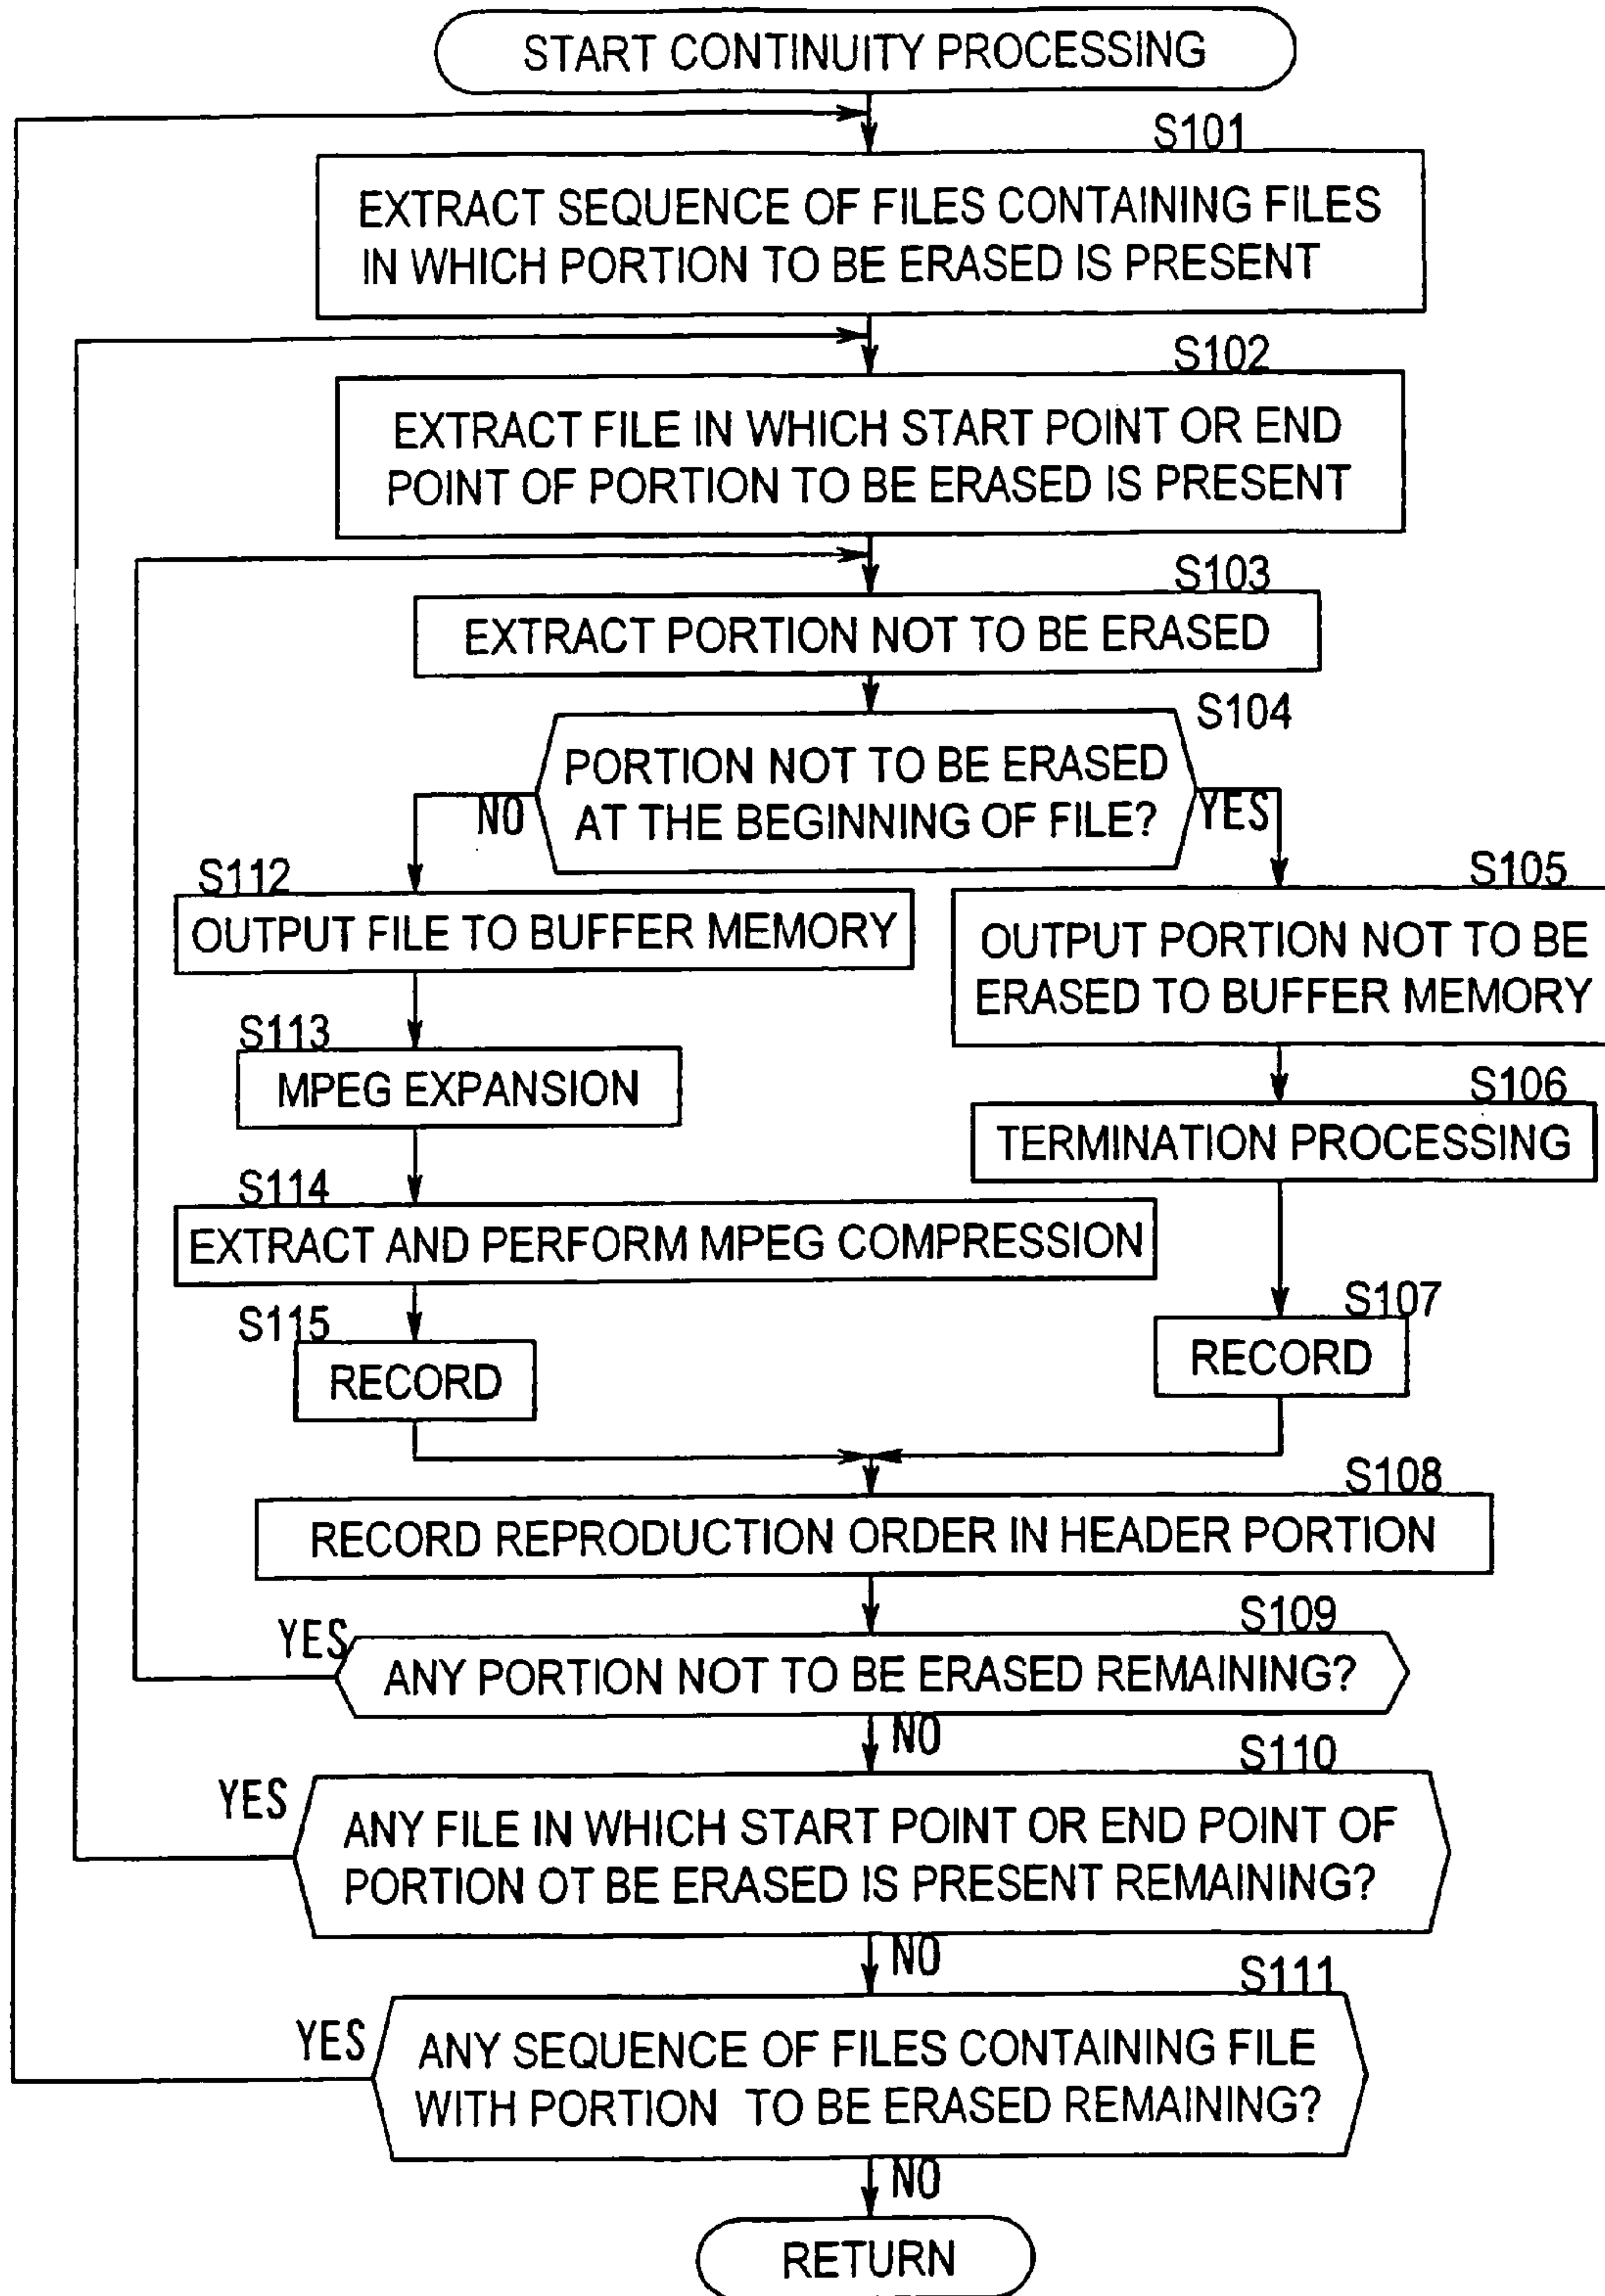 START CONTINUITY PROCESSING
S101
EXTRACT SEQUENCE OF FILES CONTAINING FILES
IN WHICH PORTION TO BE ERASED IS PRESENT
S102
EXTRACT FILE IN WHICH START POINT OR END
POINT OF PORTION TO BE ERASED IS PRESENT
S103
EXTRACT PORTION NOT TO BE ERASED
S104
PORTION NOT TO BE ERASED
AT THE BEGINNING OF FILE?
NO
YES
S112
OUTPUT FILE TO BUFFER MEMORY
S105
OUTPUT PORTION NOT TO BE
ERASED TO BUFFER MEMORY
S113
MPEG EXPANSION
S106
TERMINATION PROCESSING
S114
EXTRACT AND PERFORM MPEG COMPRESSION
S115
RECORD
S107
RECORD
S108
RECORD REPRODUCTION ORDER IN HEADER PORTION
S109
YES
ANY PORTION NOT TO BE ERASED REMAINING?
NO
S110
YES
ANY FILE IN WHICH START POINT OR END POINT OF
PORTION OT BE ERASED IS PRESENT REMAINING?
NO
S111
YES
ANY SEQUENCE OF FILES CONTAINING FILE
WITH PORTION TO BE ERASED REMAINING?
NO
RETURN